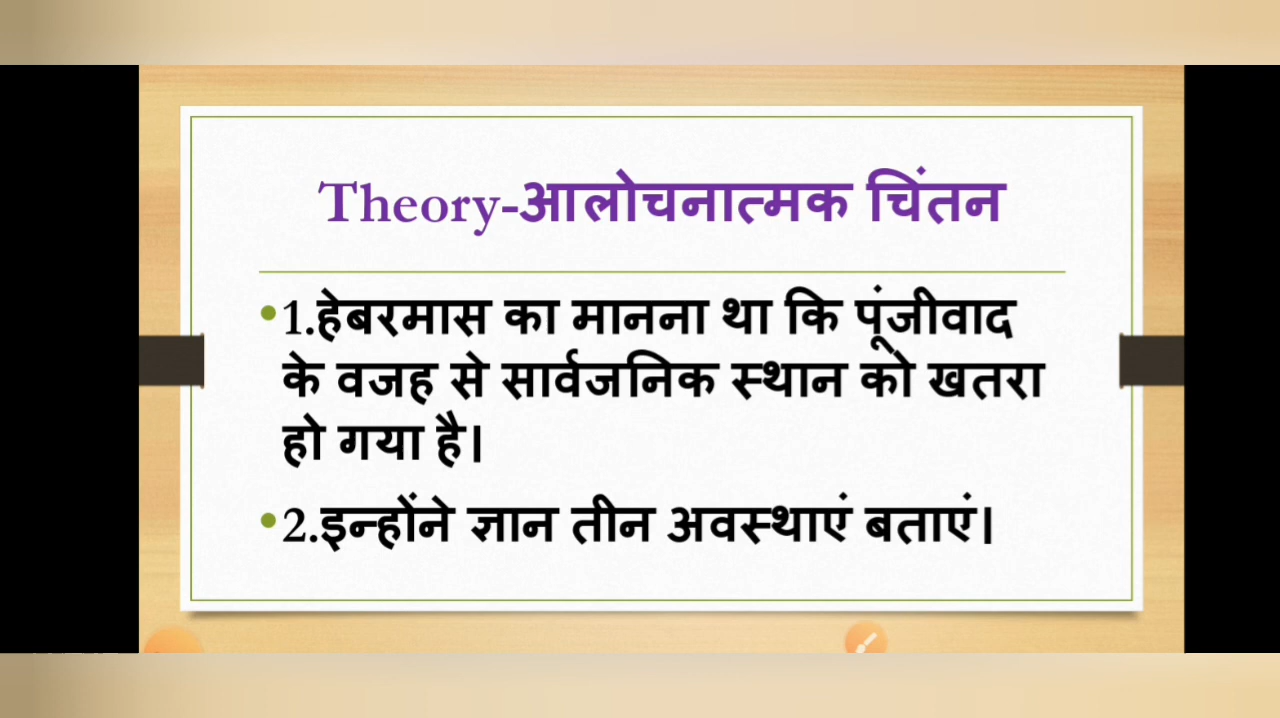 Theory-आलोचनात्मक चिंतन
•1.हेबरमास का मानना था कि पूंजीवाद
के वजह से सार्वजनिक स्थान को खतरा
हो गया है।
•2.इन्होंने ज्ञान तीन अवस्थाएं बताएं।